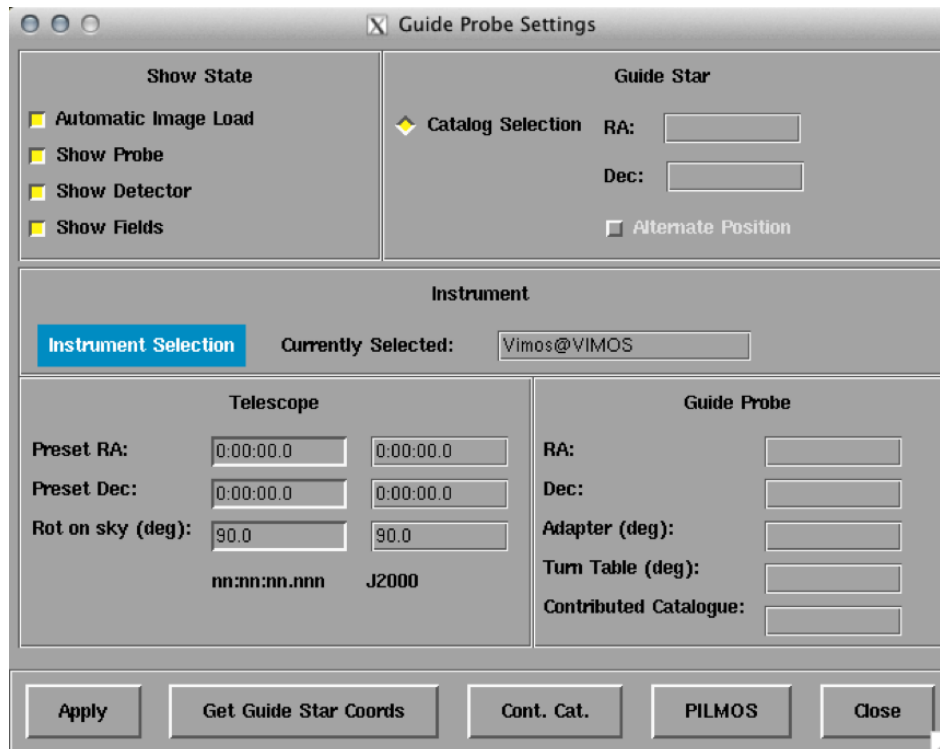 Guide Probe Settings
Show State
Automatic Image Load
Show Probe
Show Detector
Show Fields
Guide Star
Catalog Selection
RA:
Dec:
Alternate Position
Instrument
Instrument Selection
Currently Selected:
Vimos@VIMOS
Telescope
Preset RA: 0:00:00.0 0:00:00.0
Preset Dec: 0:00:00.0 0:00:00.0
Rot on sky (deg): 90.0 90.0
nn:nn:nn.nnn J2000
Guide Probe
RA:
Dec:
Adapter (deg):
Turn Table (deg):
Contributed Catalogue:
Apply
Get Guide Star Coords
Cont. Cat.
PILMOS
Close